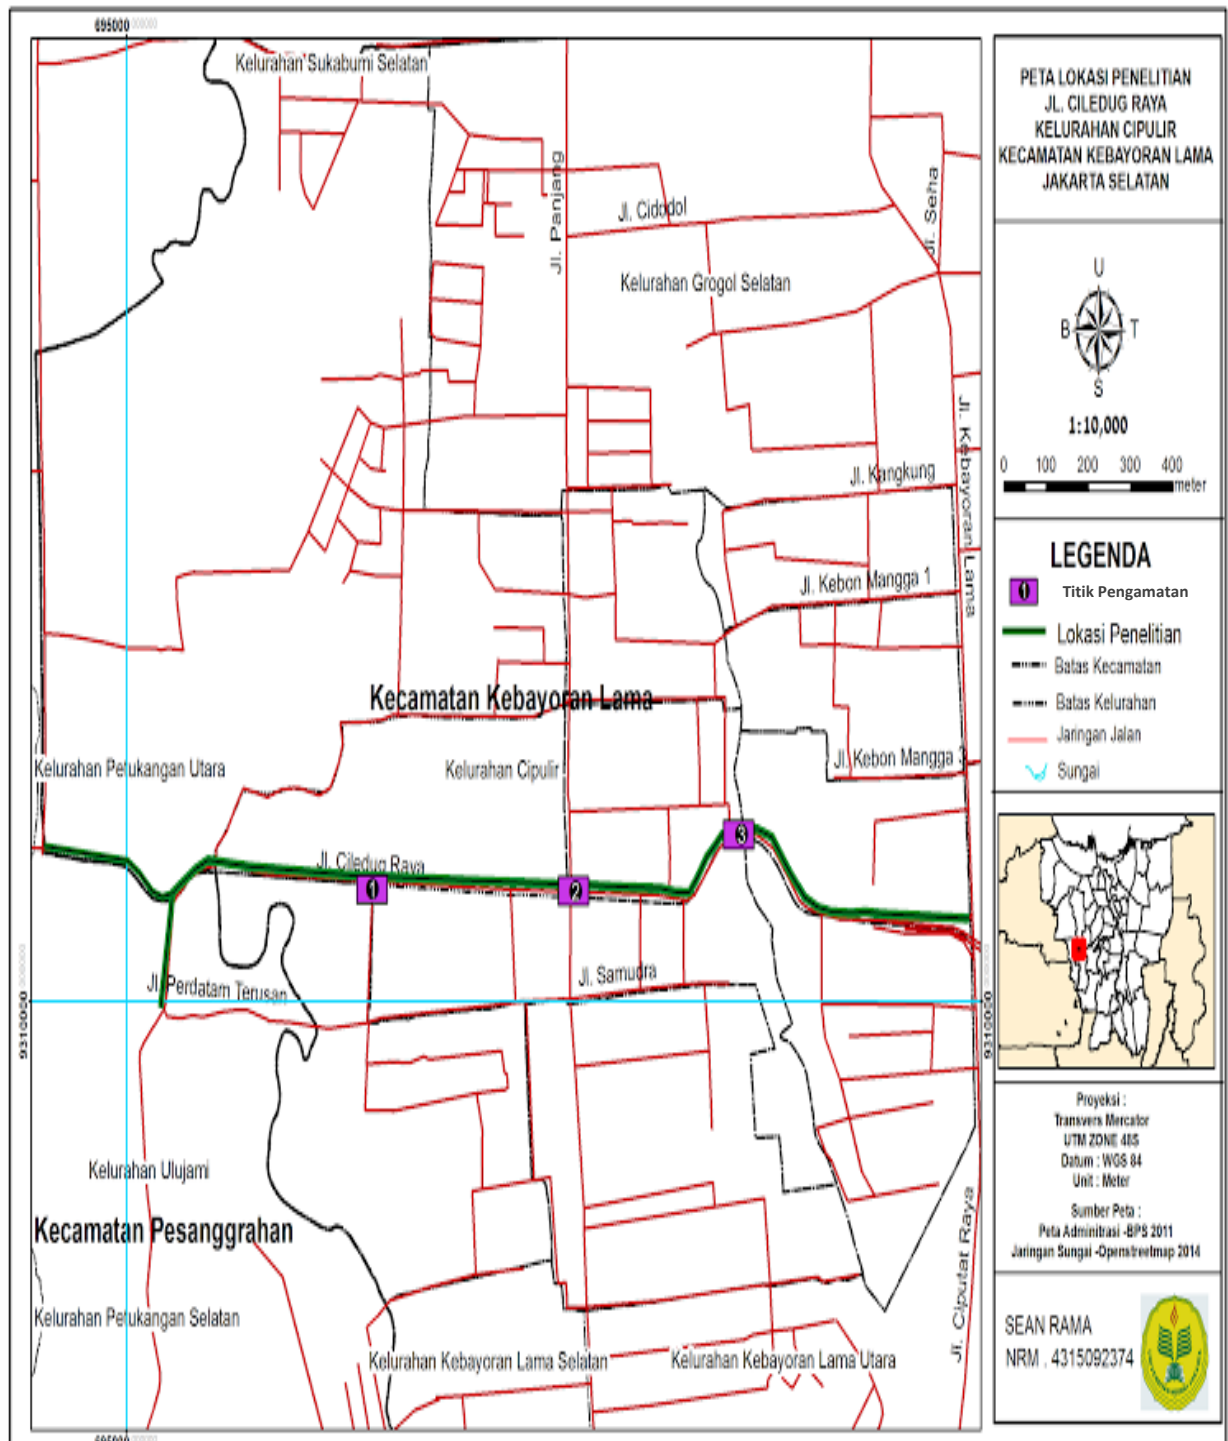 695000
Kelurahan Sukabumi Selatan
Jl. Panjang
Jl. Cidodol
Jl. Seha
Kelurahan Grogol Selatan
Jl. Kebayoran Lama
Jl. Kangkung
Jl. Kebon Mangga 1
Kecamatan Kebayoran Lama
Kelurahan Petukangan Utara
Kelurahan Cipulir
Jl. Kebon Mangga 3
3
Jl. Ciledug Raya
1
2
Jl. Samudra
Jl. Perdatam Terusan
9310000
9310000
Kelurahan Ulujami
Kecamatan Pesanggrahan
Jl. Ciputat Raya
Kelurahan Petukangan Selatan
Kelurahan Kebayoran Lama Selatan
Kelurahan Kebayoran Lama Utara
695000
PETA LOKASI PENELITIAN
JL. CILEDUG RAYA
KELURAHAN CIPULIR
KECAMATAN KEBAYORAN LAMA
JAKARTA SELATAN
U
B T
S
1:10,000
0 100 200 300 400
meter
LEGENDA
1 Titik Pengamatan
Lokasi Penelitian
Batas Kecamatan
Batas Kelurahan
Jaringan Jalan
Sungai
Proyeksi :
Transvers Mercator
UTM ZONE 48S
Datum : WGS 84
Unit : Meter
Sumber Peta :
Peta Adminitrasi -BPS 2011
Jaringan Sungai -Openstreetmap 2014
SEAN RAMA
NRM . 4315092374